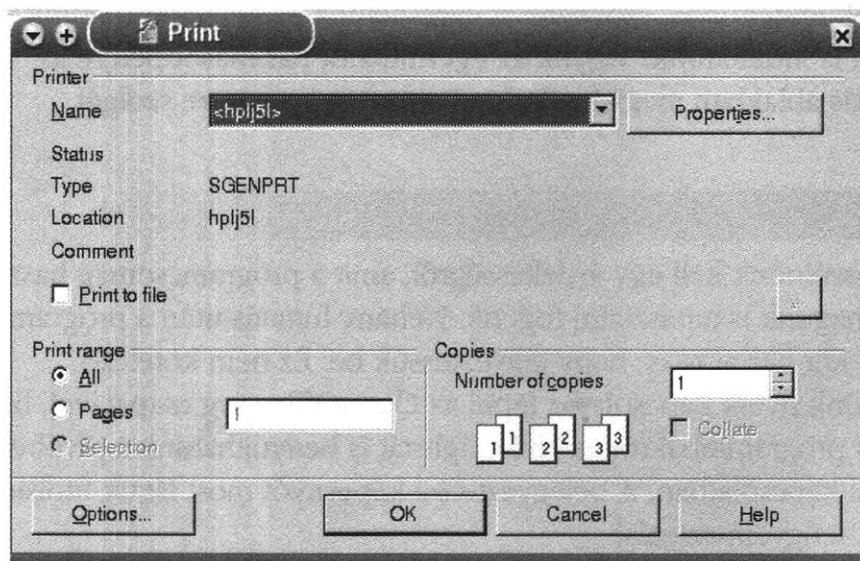 Print
Printer
Name <hplj5l> Properties...
Status
Type SGENPRT
Location hplj5l
Comment
Print to file ...
Print range
All
Pages 1
Selection
Copies
Number of copies 1
1 1 2 2 3 3
Collate
Options... OK Cancel Help